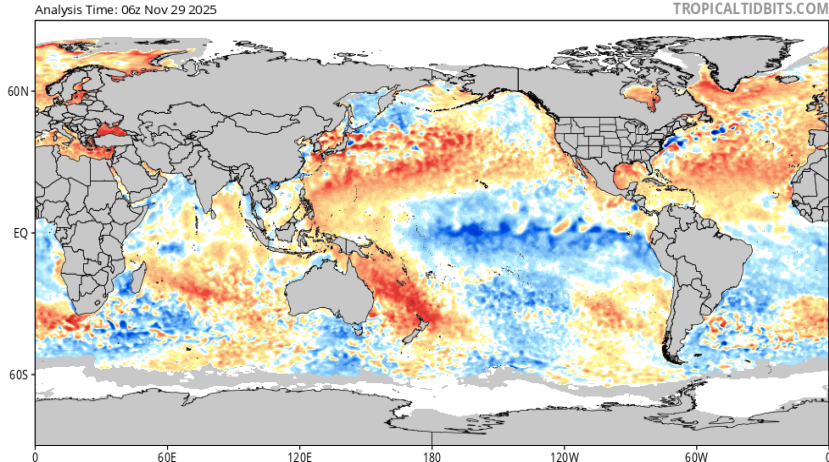 Analysis Time: 06z Nov 29 2025
TROPICALTIDBITS.COM
60N
EQ
60S
0
60E
120E
180
120W
60W
0